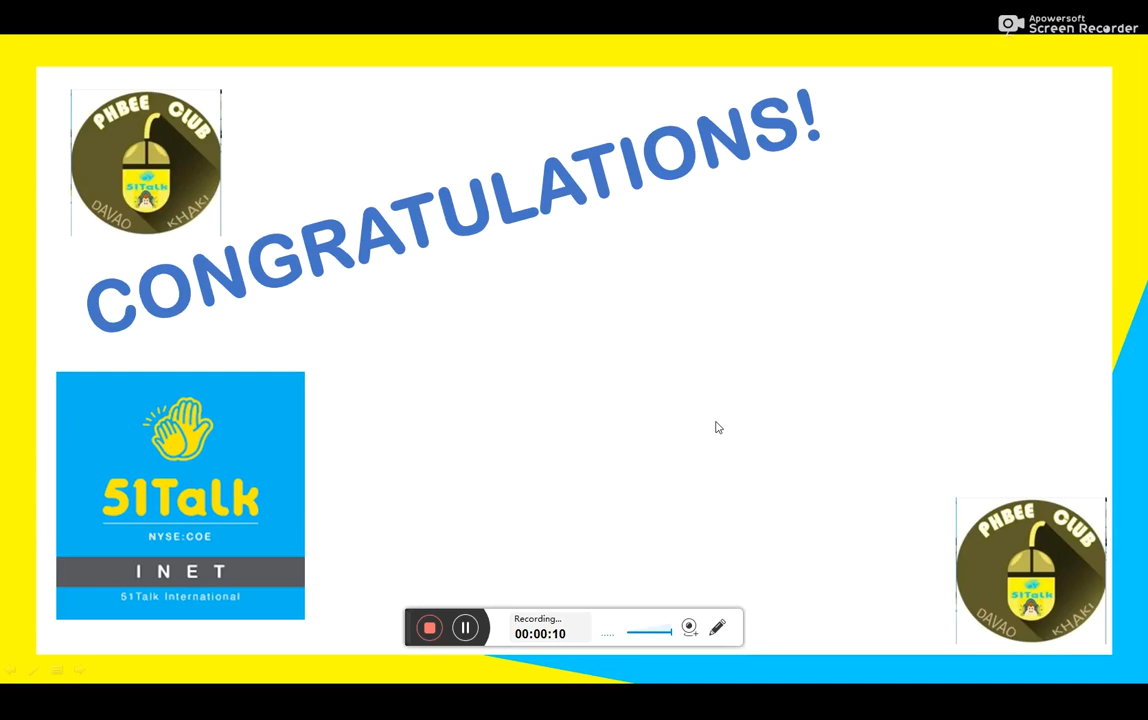 Apowersoft
Screen Recorder
PHBEE CLUB
51Talk
DAVAO KHAKI
CONGRATULATIONS!
51Talk
NYSE:COE
INET
51Talk International
PHBEE CLUB
51Talk
DAVAO KHAKI
Recording...
00:00:10